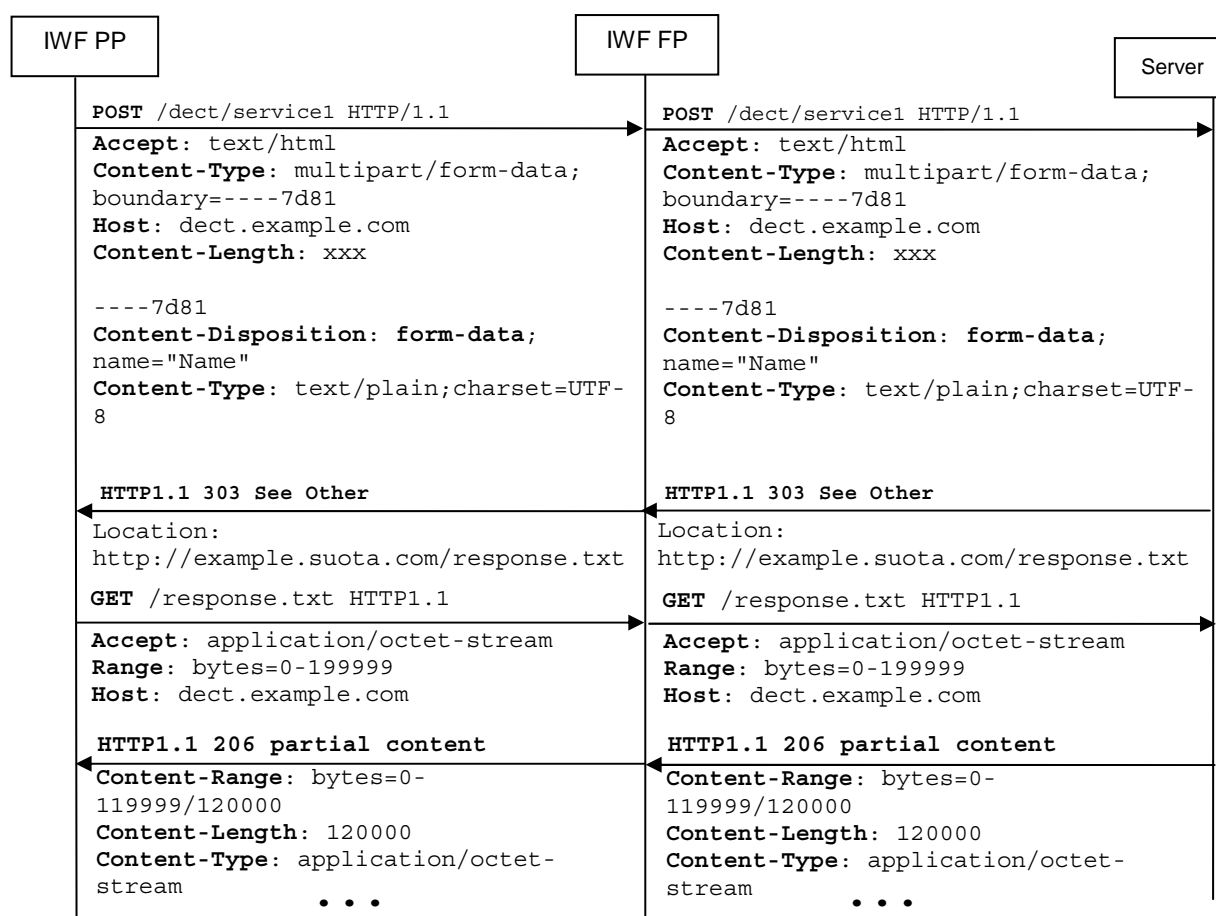 IWF PP
IWF FP
Server
POST /dect/service1 HTTP/1.1
Accept: text/html
Content-Type: multipart/form-data;
boundary=----7d81
Host: dect.example.com
Content-Length: xxx
----7d81
Content-Disposition: form-data;
name="Name"
Content-Type: text/plain;charset=UTF-
8
POST /dect/service1 HTTP/1.1
Accept: text/html
Content-Type: multipart/form-data;
boundary=----7d81
Host: dect.example.com
Content-Length: xxx
----7d81
Content-Disposition: form-data;
name="Name"
Content-Type: text/plain;charset=UTF-
8
HTTP1.1 303 See Other
Location:
http://example.suota.com/response.txt
HTTP1.1 303 See Other
Location:
http://example.suota.com/response.txt
GET /response.txt HTTP1.1
Accept: application/octet-stream
Range: bytes=0-199999
Host: dect.example.com
GET /response.txt HTTP1.1
Accept: application/octet-stream
Range: bytes=0-199999
Host: dect.example.com
HTTP1.1 206 partial content
Content-Range: bytes=0-
119999/120000
Content-Length: 120000
Content-Type: application/octet-
stream
• • •
HTTP1.1 206 partial content
Content-Range: bytes=0-
119999/120000
Content-Length: 120000
Content-Type: application/octet-
stream
• • •